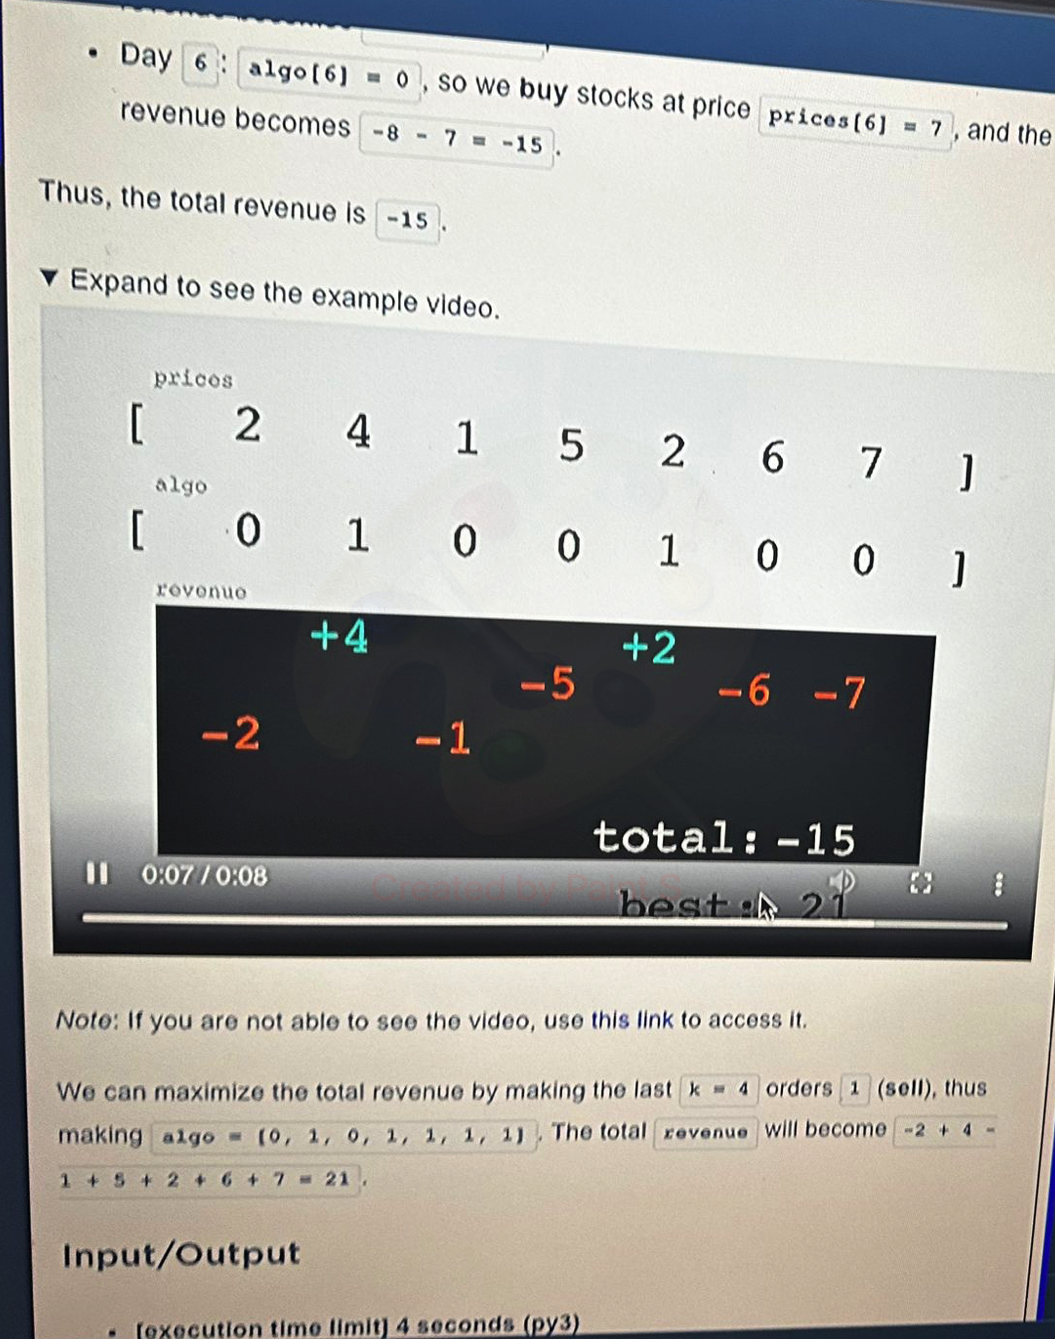 • Day 6 : algo[6] = 0 , so we buy stocks at price prices[6] = 7 , and the
revenue becomes -8 - 7 = -15 .
Thus, the total revenue is -15 .
▼ Expand to see the example video.
prices
[ 2 4 1 5 2 6 7 ]
algo
[ 0 1 0 0 1 0 0 ]
revenue
+4 +2
-5 -6 -7
-2 -1
total: -15
0:07 / 0:08
best: 21
Note: If you are not able to see the video, use this link to access it.
We can maximize the total revenue by making the last k = 4 orders 1 (sell), thus
making algo = [0, 1, 0, 1, 1, 1, 1] . The total revenue will become -2 + 4 -
1 + 5 + 2 + 6 + 7 = 21 .
Input/Output
• [execution time limit] 4 seconds (py3)